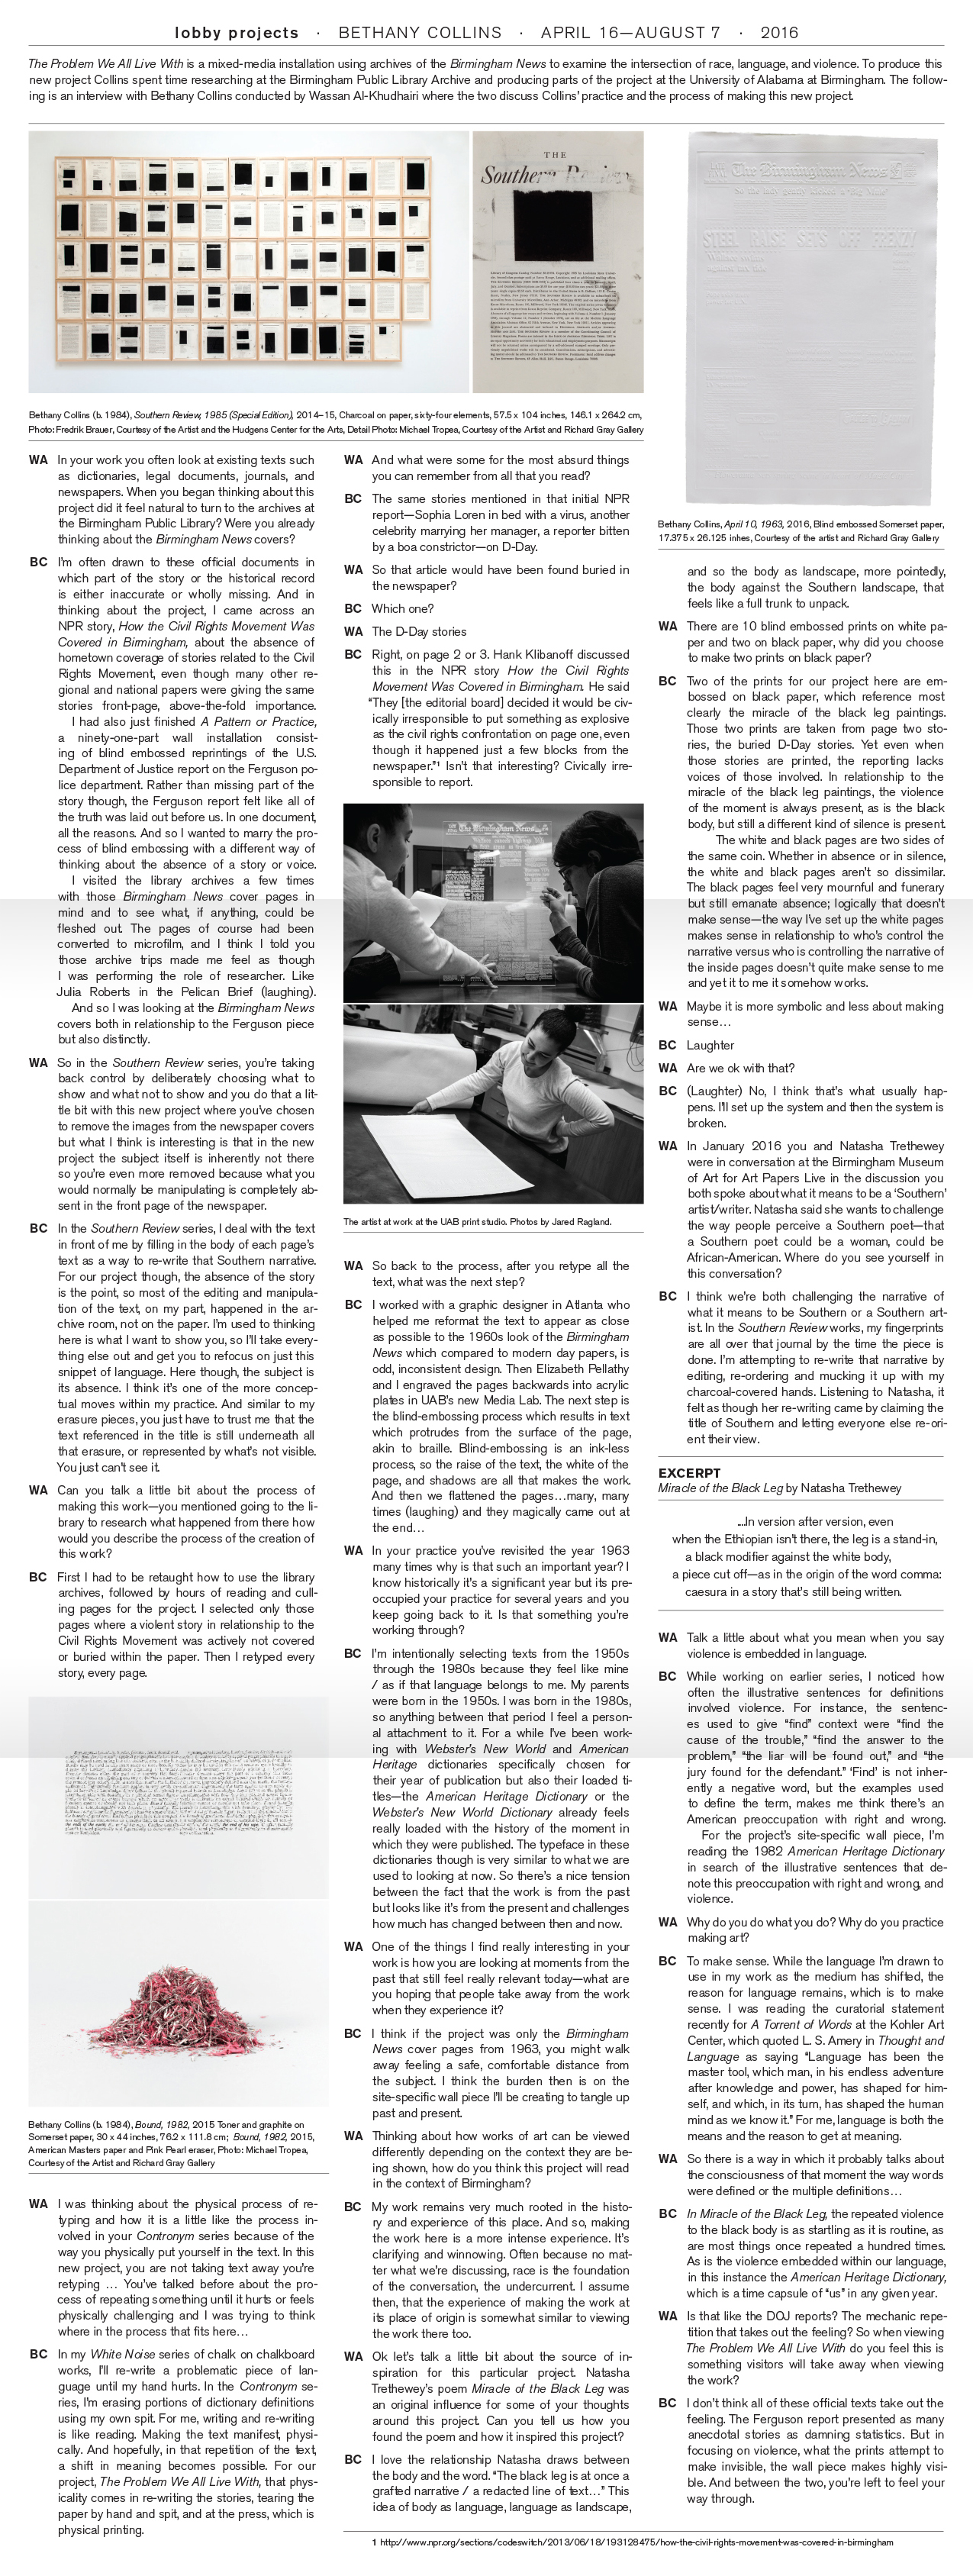 lobby projects · BETHANY COLLINS · APRIL 16—AUGUST 7 · 2016
The Problem We All Live With is a mixed-media installation using archives of the Birmingham News to examine the intersection of race, language, and violence. To produce this
new project Collins spent time researching at the Birmingham Public Library Archive and producing parts of the project at the University of Alabama at Birmingham. The follow-
ing is an interview with Bethany Collins conducted by Wassan Al-Khudhairi where the two discuss Collins' practice and the process of making this new project.
THE
Southern Review
Bethany Collins (b. 1984), Southern Review, 1985 (Special Edition), 2014–15, Charcoal on paper, sixty-four elements, 57.5 x 104 inches, 146.1 x 264.2 cm,
Photo: Fredrik Brauer, Courtesy of the Artist and the Hudgens Center for the Arts, Detail Photo: Michael Tropea, Courtesy of the Artist and Richard Gray Gallery
WA In your work you often look at existing texts such
as dictionaries, legal documents, journals, and
newspapers. When you began thinking about this
project did it feel natural to turn to the archives at
the Birmingham Public Library? Were you already
thinking about the Birmingham News covers?
BC I'm often drawn to these official documents in
which part of the story or the historical record
is either inaccurate or wholly missing. And in
thinking about the project, I came across an
NPR story, How the Civil Rights Movement Was
Covered in Birmingham, about the absence of
hometown coverage of stories related to the Civil
Rights Movement, even though many other re-
gional and national papers were giving the same
stories front-page, above-the-fold importance.
I had also just finished A Pattern or Practice,
a ninety-one-part wall installation consist-
ing of blind embossed reprintings of the U.S.
Department of Justice report on the Ferguson po-
lice department. Rather than missing part of the
story though, the Ferguson report felt like all of
the truth was laid out before us. In one document,
all the reasons. And so I wanted to marry the pro-
cess of blind embossing with a different way of
thinking about the absence of a story or voice.
I visited the library archives a few times
with those Birmingham News cover pages in
mind and to see what, if anything, could be
fleshed out. The pages of course had been
converted to microfilm, and I think I told you
those archive trips made me feel as though
I was performing the role of researcher. Like
Julia Roberts in the Pelican Brief (laughing).
And so I was looking at the Birmingham News
covers both in relationship to the Ferguson piece
but also distinctly.
WA So in the Southern Review series, you're taking
back control by deliberately choosing what to
show and what not to show and you do that a lit-
tle bit with this new project where you've chosen
to remove the images from the newspaper covers
but what I think is interesting is that in the new
project the subject itself is inherently not there
so you're even more removed because what you
would normally be manipulating is completely ab-
sent in the front page of the newspaper.
BC In the Southern Review series, I deal with the text
in front of me by filling in the body of each page's
text as a way to re-write that Southern narrative.
For our project though, the absence of the story
is the point, so most of the editing and manipula-
tion of the text, on my part, happened in the ar-
chive room, not on the paper. I'm used to thinking
here is what I want to show you, so I'll take every-
thing else out and get you to refocus on just this
snippet of language. Here though, the subject is
its absence. I think it's one of the more concep-
tual moves within my practice. And similar to my
erasure pieces, you just have to trust me that the
text referenced in the title is still underneath all
that erasure, or represented by what's not visible.
You just can't see it.
WA Can you talk a little bit about the process of
making this work—you mentioned going to the li-
brary to research what happened from there how
would you describe the process of the creation of
this work?
BC First I had to be retaught how to use the library
archives, followed by hours of reading and cull-
ing pages for the project. I selected only those
pages where a violent story in relationship to the
Civil Rights Movement was actively not covered
or buried within the paper. Then I retyped every
story, every page.
Bethany Collins (b. 1984), Bound, 1982, 2015 Toner and graphite on
Somerset paper, 30 x 44 inches, 76.2 x 111.8 cm; Bound, 1982, 2015,
American Masters paper and Pink Pearl eraser, Photo: Michael Tropea,
Courtesy of the Artist and Richard Gray Gallery
WA I was thinking about the physical process of re-
typing and how it is a little like the process in-
volved in your Contronym series because of the
way you physically put yourself in the text. In this
new project, you are not taking text away you're
retyping … You've talked before about the pro-
cess of repeating something until it hurts or feels
physically challenging and I was trying to think
where in the process that fits here…
BC In my White Noise series of chalk on chalkboard
works, I'll re-write a problematic piece of lan-
guage until my hand hurts. In the Contronym se-
ries, I'm erasing portions of dictionary definitions
using my own spit. For me, writing and re-writing
is like reading. Making the text manifest, physi-
cally. And hopefully, in that repetition of the text,
a shift in meaning becomes possible. For our
project, The Problem We All Live With, that phys-
icality comes in re-writing the stories, tearing the
paper by hand and spit, and at the press, which is
physical printing.
WA And what were some for the most absurd things
you can remember from all that you read?
BC The same stories mentioned in that initial NPR
report—Sophia Loren in bed with a virus, another
celebrity marrying her manager, a reporter bitten
by a boa constrictor—on D-Day.
WA So that article would have been found buried in
the newspaper?
BC Which one?
WA The D-Day stories
BC Right, on page 2 or 3. Hank Klibanoff discussed
this in the NPR story How the Civil Rights
Movement Was Covered in Birmingham. He said
“They [the editorial board] decided it would be civ-
ically irresponsible to put something as explosive
as the civil rights confrontation on page one, even
though it happened just a few blocks from the
newspaper.”¹ Isn't that interesting? Civically irre-
sponsible to report.
The Birmingham News
The artist at work at the UAB print studio. Photos by Jared Ragland.
WA So back to the process, after you retype all the
text, what was the next step?
BC I worked with a graphic designer in Atlanta who
helped me reformat the text to appear as close
as possible to the 1960s look of the Birmingham
News which compared to modern day papers, is
odd, inconsistent design. Then Elizabeth Pellathy
and I engraved the pages backwards into acrylic
plates in UAB's new Media Lab. The next step is
the blind-embossing process which results in text
which protrudes from the surface of the page,
akin to braille. Blind-embossing is an ink-less
process, so the raise of the text, the white of the
page, and shadows are all that makes the work.
And then we flattened the pages…many, many
times (laughing) and they magically came out at
the end…
WA In your practice you've revisited the year 1963
many times why is that such an important year? I
know historically it's a significant year but its pre-
occupied your practice for several years and you
keep going back to it. Is that something you're
working through?
BC I'm intentionally selecting texts from the 1950s
through the 1980s because they feel like mine
/ as if that language belongs to me. My parents
were born in the 1950s. I was born in the 1980s,
so anything between that period I feel a person-
al attachment to it. For a while I've been work-
ing with Webster's New World and American
Heritage dictionaries specifically chosen for
their year of publication but also their loaded ti-
tles—the American Heritage Dictionary or the
Webster's New World Dictionary already feels
really loaded with the history of the moment in
which they were published. The typeface in these
dictionaries though is very similar to what we are
used to looking at now. So there's a nice tension
between the fact that the work is from the past
but looks like it's from the present and challenges
how much has changed between then and now.
WA One of the things I find really interesting in your
work is how you are looking at moments from the
past that still feel really relevant today—what are
you hoping that people take away from the work
when they experience it?
BC I think if the project was only the Birmingham
News cover pages from 1963, you might walk
away feeling a safe, comfortable distance from
the subject. I think the burden then is on the
site-specific wall piece I'll be creating to tangle up
past and present.
WA Thinking about how works of art can be viewed
differently depending on the context they are be-
ing shown, how do you think this project will read
in the context of Birmingham?
BC My work remains very much rooted in the histo-
ry and experience of this place. And so, making
the work here is a more intense experience. It's
clarifying and winnowing. Often because no mat-
ter what we're discussing, race is the foundation
of the conversation, the undercurrent. I assume
then, that the experience of making the work at
its place of origin is somewhat similar to viewing
the work there too.
WA Ok let's talk a little bit about the source of in-
spiration for this particular project. Natasha
Trethewey's poem Miracle of the Black Leg was
an original influence for some of your thoughts
around this project. Can you tell us how you
found the poem and how it inspired this project?
BC I love the relationship Natasha draws between
the body and the word. “The black leg is at once a
grafted narrative / a redacted line of text…” This
idea of body as language, language as landscape,
The Birmingham News
Bethany Collins, April 10, 1963, 2016, Blind embossed Somerset paper,
17.375 x 26.125 inhes, Courtesy of the artist and Richard Gray Gallery
and so the body as landscape, more pointedly,
the body against the Southern landscape, that
feels like a full trunk to unpack.
WA There are 10 blind embossed prints on white pa-
per and two on black paper, why did you choose
to make two prints on black paper?
BC Two of the prints for our project here are em-
bossed on black paper, which reference most
clearly the miracle of the black leg paintings.
Those two prints are taken from page two sto-
ries, the buried D-Day stories. Yet even when
those stories are printed, the reporting lacks
voices of those involved. In relationship to the
miracle of the black leg paintings, the violence
of the moment is always present, as is the black
body, but still a different kind of silence is present.
The white and black pages are two sides of
the same coin. Whether in absence or in silence,
the white and black pages aren't so dissimilar.
The black pages feel very mournful and funerary
but still emanate absence; logically that doesn't
make sense—the way I've set up the white pages
makes sense in relationship to who's control the
narrative versus who is controlling the narrative of
the inside pages doesn't quite make sense to me
and yet it to me it somehow works.
WA Maybe it is more symbolic and less about making
sense…
BC Laughter
WA Are we ok with that?
BC (Laughter) No, I think that's what usually hap-
pens. I'll set up the system and then the system is
broken.
WA In January 2016 you and Natasha Trethewey
were in conversation at the Birmingham Museum
of Art for Art Papers Live in the discussion you
both spoke about what it means to be a ‘Southern’
artist/writer. Natasha said she wants to challenge
the way people perceive a Southern poet—that
a Southern poet could be a woman, could be
African-American. Where do you see yourself in
this conversation?
BC I think we're both challenging the narrative of
what it means to be Southern or a Southern art-
ist. In the Southern Review works, my fingerprints
are all over that journal by the time the piece is
done. I'm attempting to re-write that narrative by
editing, re-ordering and mucking it up with my
charcoal-covered hands. Listening to Natasha, it
felt as though her re-writing came by claiming the
title of Southern and letting everyone else re-ori-
ent their view.
EXCERPT
Miracle of the Black Leg by Natasha Trethewey
...In version after version, even
when the Ethiopian isn't there, the leg is a stand-in,
a black modifier against the white body,
a piece cut off—as in the origin of the word comma:
caesura in a story that's still being written.
WA Talk a little about what you mean when you say
violence is embedded in language.
BC While working on earlier series, I noticed how
often the illustrative sentences for definitions
involved violence. For instance, the sentenc-
es used to give “find” context were “find the
cause of the trouble,” “find the answer to the
problem,” “the liar will be found out,” and “the
jury found for the defendant.” ‘Find’ is not inher-
ently a negative word, but the examples used
to define the term, makes me think there's an
American preoccupation with right and wrong.
For the project's site-specific wall piece, I'm
reading the 1982 American Heritage Dictionary
in search of the illustrative sentences that de-
note this preoccupation with right and wrong, and
violence.
WA Why do you do what you do? Why do you practice
making art?
BC To make sense. While the language I'm drawn to
use in my work as the medium has shifted, the
reason for language remains, which is to make
sense. I was reading the curatorial statement
recently for A Torrent of Words at the Kohler Art
Center, which quoted L. S. Amery in Thought and
Language as saying “Language has been the
master tool, which man, in his endless adventure
after knowledge and power, has shaped for him-
self, and which, in its turn, has shaped the human
mind as we know it.” For me, language is both the
means and the reason to get at meaning.
WA So there is a way in which it probably talks about
the consciousness of that moment the way words
were defined or the multiple definitions…
BC In Miracle of the Black Leg, the repeated violence
to the black body is as startling as it is routine, as
are most things once repeated a hundred times.
As is the violence embedded within our language,
in this instance the American Heritage Dictionary,
which is a time capsule of “us” in any given year.
WA Is that like the DOJ reports? The mechanic repe-
tition that takes out the feeling? So when viewing
The Problem We All Live With do you feel this is
something visitors will take away when viewing
the work?
BC I don't think all of these official texts take out the
feeling. The Ferguson report presented as many
anecdotal stories as damning statistics. But in
focusing on violence, what the prints attempt to
make invisible, the wall piece makes highly visi-
ble. And between the two, you're left to feel your
way through.
1 http://www.npr.org/sections/codeswitch/2013/06/18/193128475/how-the-civil-rights-movement-was-covered-in-birmingham